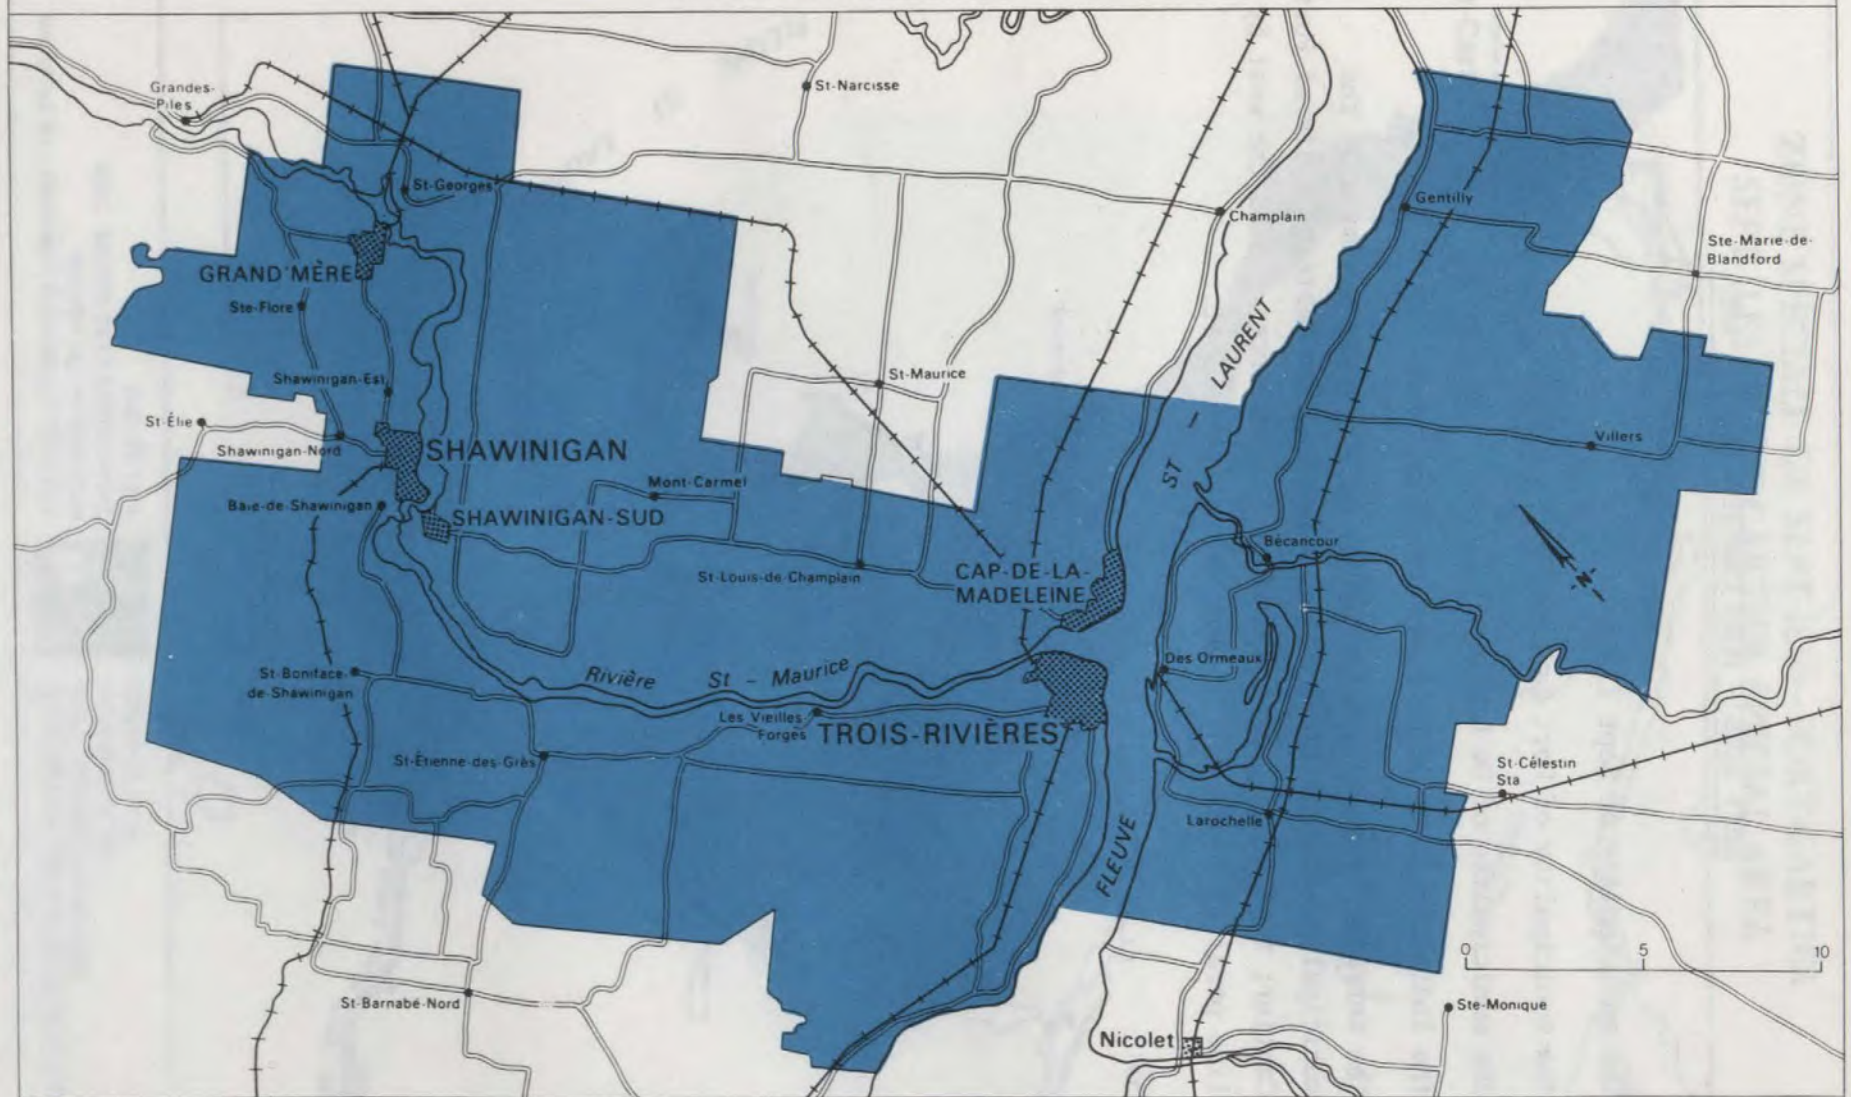 Grandes-
Piles
St-Narcisse
St-Georges
Champlain
Gentilly
Ste-Marie-de-
Blandford
GRAND'MÈRE
Ste-Flore
ST - LAURENT
Shawinigan-Est
St-Maurice
St-Élie
Shawinigan-Nord
SHAWINIGAN
Villers
Mont-Carmel
Baie-de-Shawinigan
SHAWINIGAN-SUD
Bécancour
St-Louis-de-Champlain
CAP-DE-LA-
MADELEINE
-N-
Des Ormeaux
Rivière St - Maurice
St-Boniface-
de-Shawinigan
Les Vieilles
Forges
TROIS-RIVIÈRES
St-Étienne-des-Grès
St-Célestin
Sta
Larochelle
FLEUVE
0 5 10
St-Barnabé-Nord
Ste-Monique
Nicolet